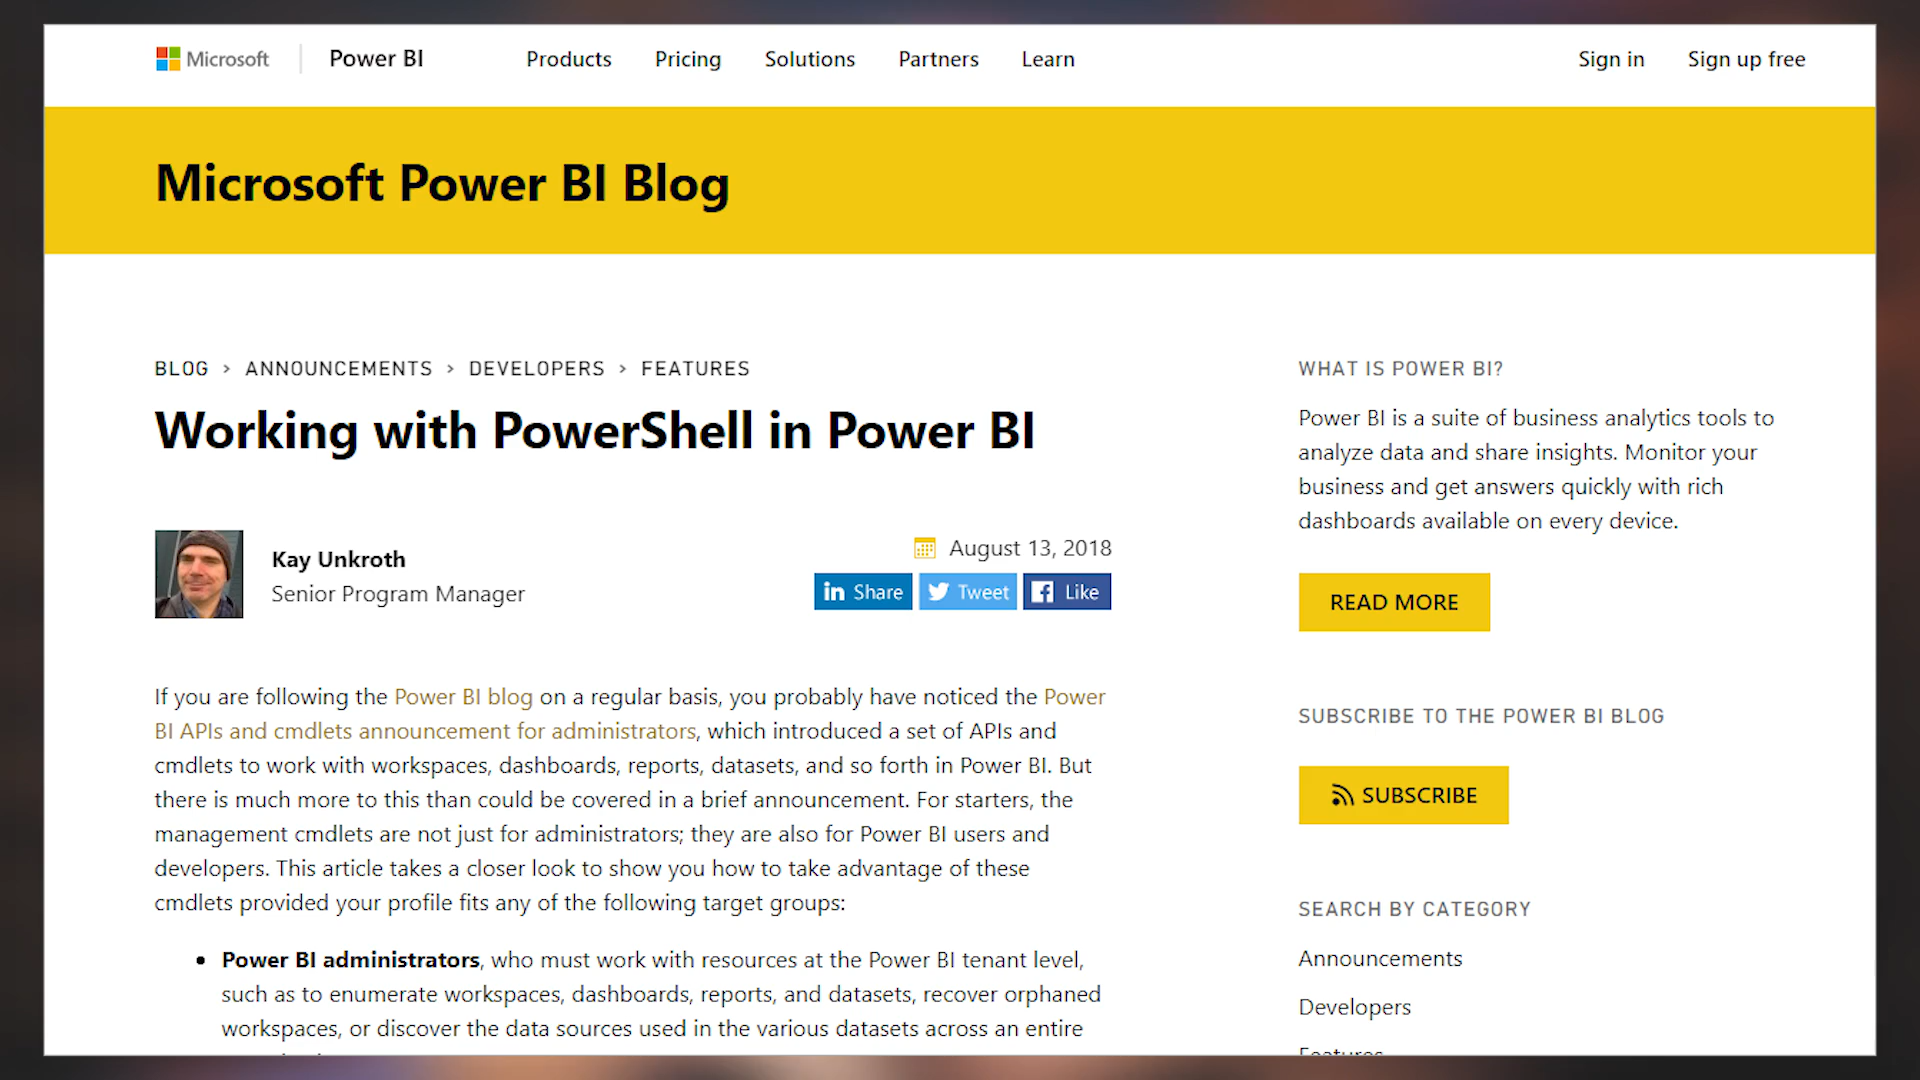 Microsoft | Power BI Products Pricing Solutions Partners Learn Sign in Sign up free
Microsoft Power BI Blog
BLOG > ANNOUNCEMENTS > DEVELOPERS > FEATURES
Working with PowerShell in Power BI
Kay Unkroth
Senior Program Manager
August 13, 2018
in Share Tweet Like
If you are following the Power BI blog on a regular basis, you probably have noticed the Power
BI APIs and cmdlets announcement for administrators, which introduced a set of APIs and
cmdlets to work with workspaces, dashboards, reports, datasets, and so forth in Power BI. But
there is much more to this than could be covered in a brief announcement. For starters, the
management cmdlets are not just for administrators; they are also for Power BI users and
developers. This article takes a closer look to show you how to take advantage of these
cmdlets provided your profile fits any of the following target groups:
• Power BI administrators, who must work with resources at the Power BI tenant level,
such as to enumerate workspaces, dashboards, reports, and datasets, recover orphaned
workspaces, or discover the data sources used in the various datasets across an entire
WHAT IS POWER BI?
Power BI is a suite of business analytics tools to
analyze data and share insights. Monitor your
business and get answers quickly with rich
dashboards available on every device.
READ MORE
SUBSCRIBE TO THE POWER BI BLOG
SUBSCRIBE
SEARCH BY CATEGORY
Announcements
Developers
Features